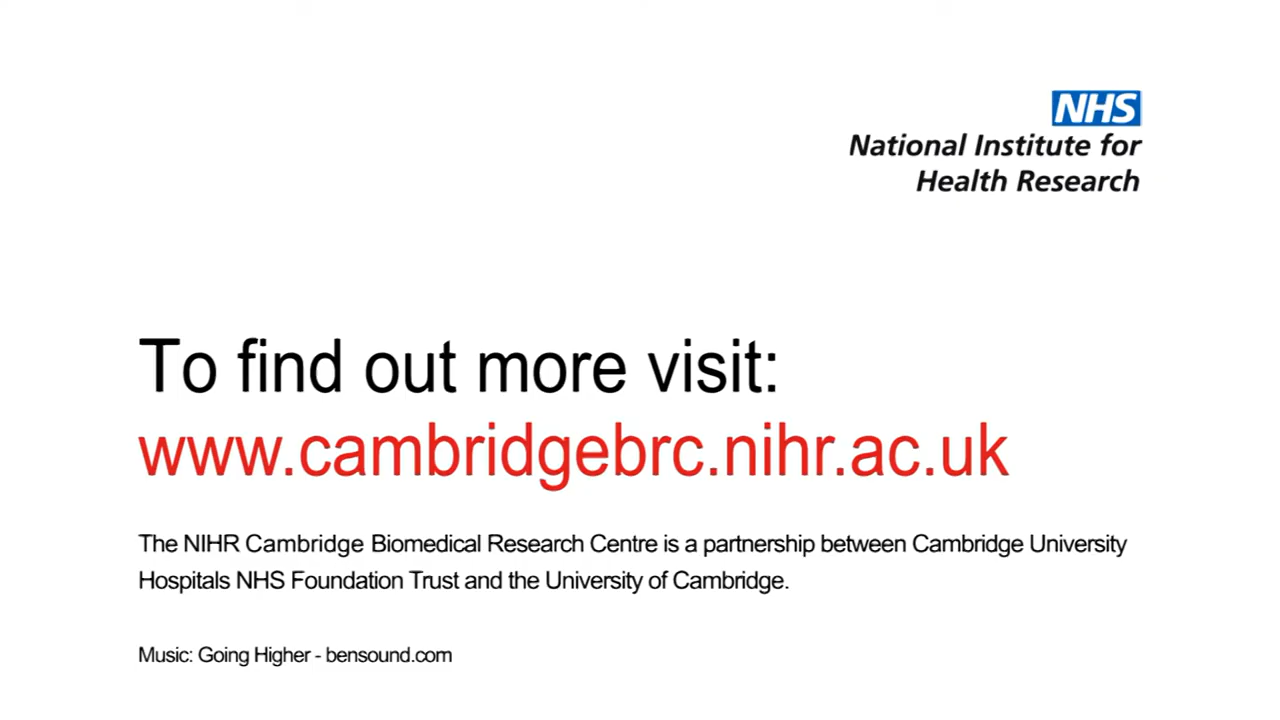 NHS
National Institute for
Health Research
To find out more visit:
www.cambridgebrc.nihr.ac.uk
The NIHR Cambridge Biomedical Research Centre is a partnership between Cambridge University
Hospitals NHS Foundation Trust and the University of Cambridge.
Music: Going Higher - bensound.com